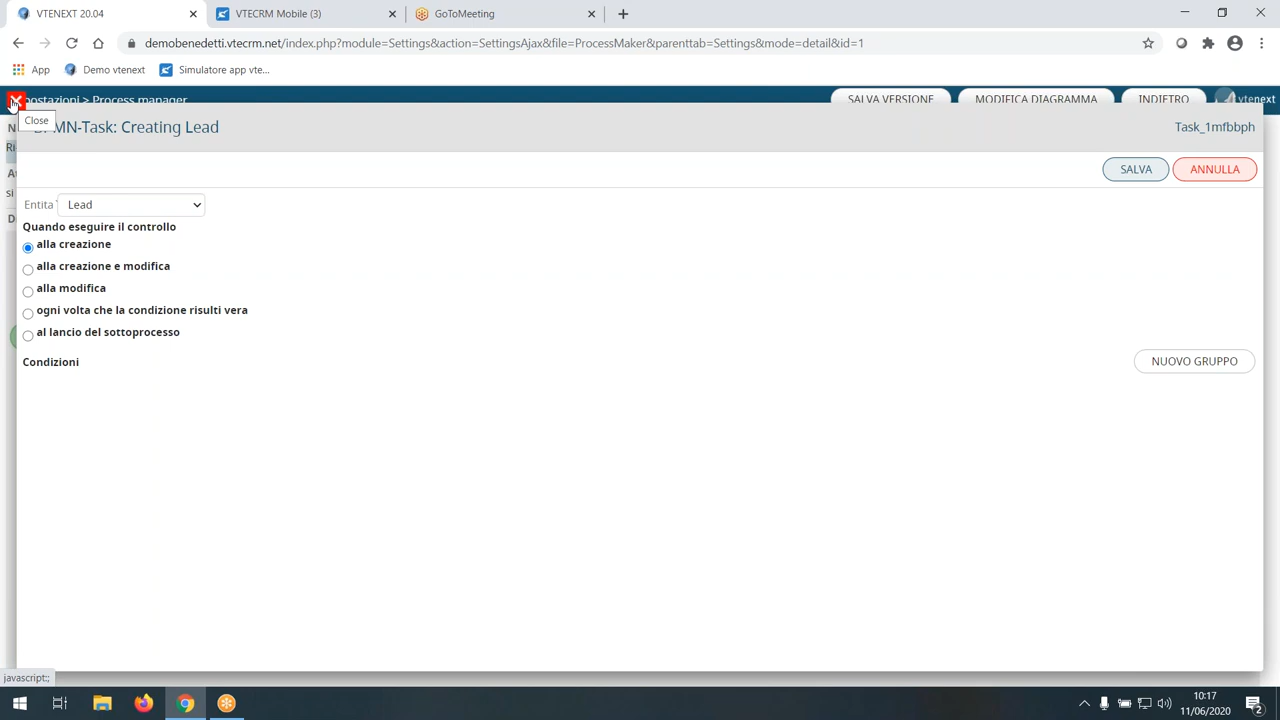 VTENEXT 20.04
VTECRM Mobile (3)
GoToMeeting
demobenedetti.vtecrm.net/index.php?module=Settings&action=SettingsAjax&file=ProcessMaker&parenttab=Settings&mode=detail&id=1
App
Demo vtenext
Simulatore app vte...
postazioni > Process manager
SALVA VERSIONE
MODIFICA DIAGRAMMA
INDIETRO
vtenext
Close
MN-Task: Creating Lead
Task_1mfbbph
SALVA
ANNULLA
Entita'
Lead
Quando eseguire il controllo
alla creazione
alla creazione e modifica
alla modifica
ogni volta che la condizione risulti vera
al lancio del sottoprocesso
Condizioni
NUOVO GRUPPO
javascript:;
10:17
11/06/2020
2